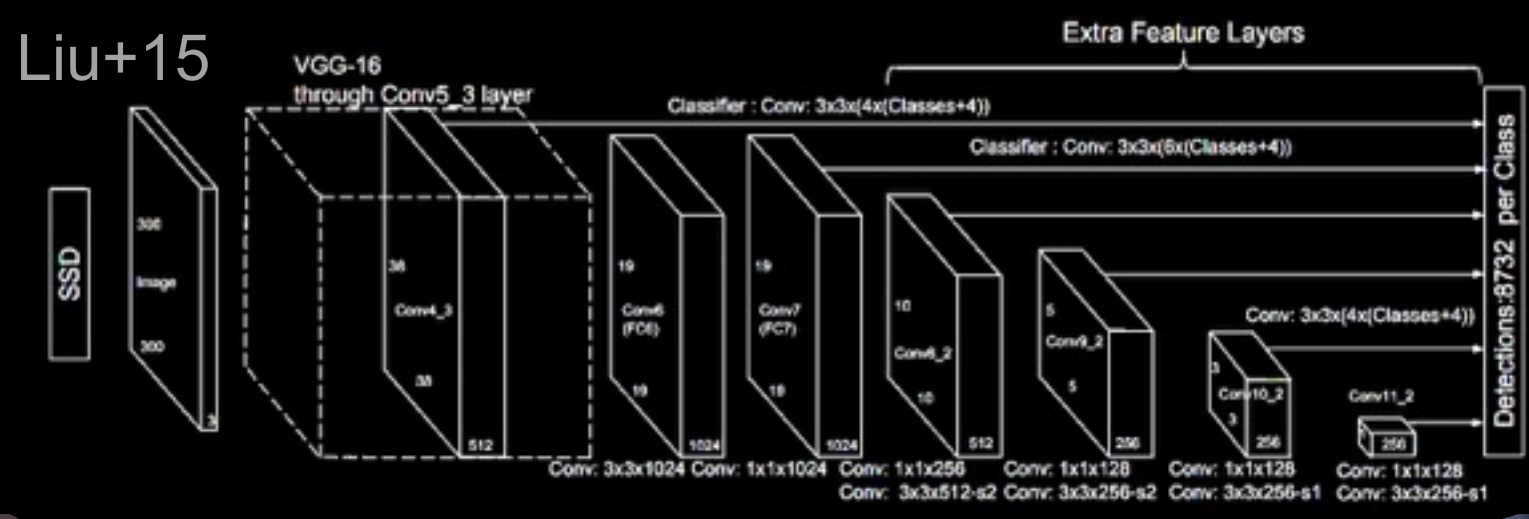 Liu+15
Extra Feature Layers
VGG-16
through Conv5_3 layer
Classifier : Conv: 3x3x(4x(Classes+4))
Classifier : Conv: 3x3x(6x(Classes+4))
SSD
300
Image
300
3
38
Conv4_3
38
512
19
Conv6
(FC6)
19
1024
19
Conv7
(FC7)
19
1024
10
Conv8_2
10
512
5
Conv9_2
5
256
Conv: 3x3x(4x(Classes+4))
3
Conv10_2
3
256
Conv11_2
256
Detections:8732 per Class
Conv: 3x3x1024
Conv: 1x1x1024
Conv: 1x1x256
Conv: 3x3x512-s2
Conv: 1x1x128
Conv: 3x3x256-s2
Conv: 1x1x128
Conv: 3x3x256-s1
Conv: 1x1x128
Conv: 3x3x256-s1